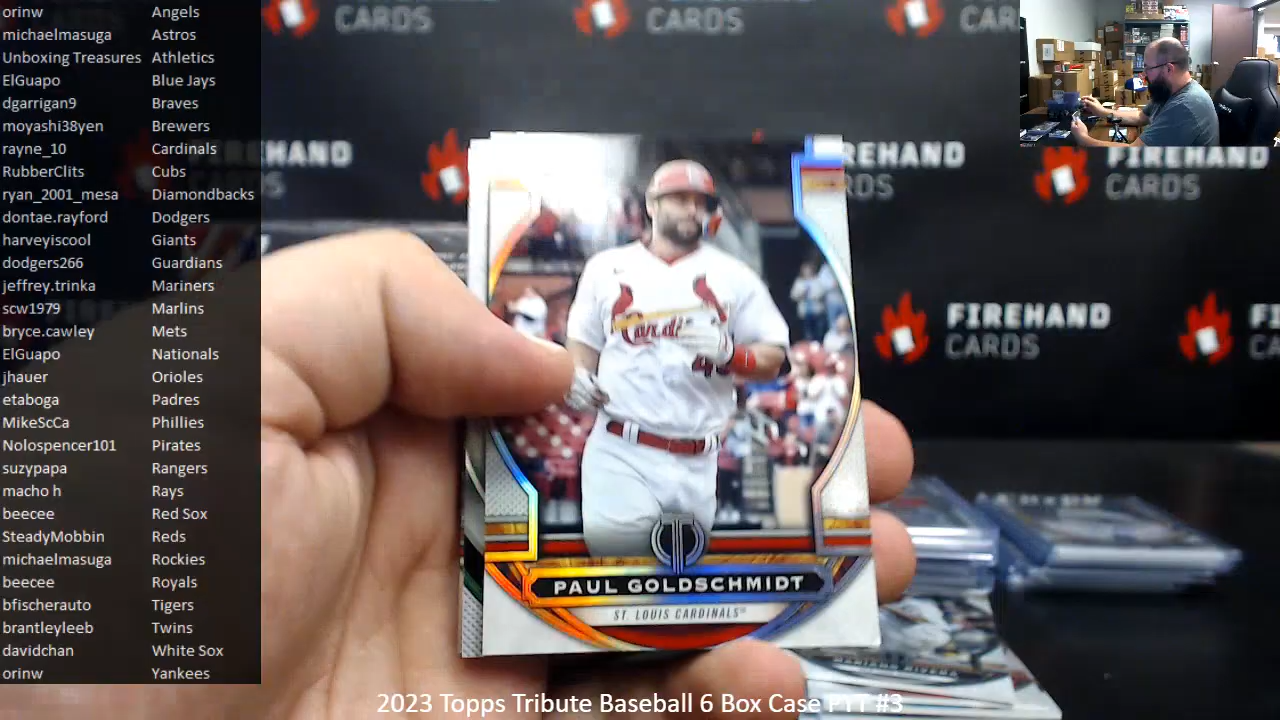 orinw Angels
michaelmasuga Astros
Unboxing Treasures Athletics
ElGuapo Blue Jays
dgarrigan9 Braves
moyashi38yen Brewers
rayne_10 Cardinals
RubberClits Cubs
ryan_2001_mesa Diamondbacks
dontae.rayford Dodgers
harveyiscool Giants
dodgers266 Guardians
jeffrey.trinka Mariners
scw1979 Marlins
bryce.cawley Mets
ElGuapo Nationals
jhauer Orioles
etaboga Padres
MikeScCa Phillies
Nolospencer101 Pirates
suzypapa Rangers
macho h Rays
beecee Red Sox
SteadyMobbin Reds
michaelmasuga Rockies
beecee Royals
bfischerauto Tigers
brantleyleeb Twins
davidchan White Sox
orinw Yankees
FIREHAND
CARDS
CARDS
CARDS
FIREHAND
CARDS
FIREHAND
CARDS
FIREHAND
CARDS
Cardi
PAUL GOLDSCHMIDT
ST. LOUIS CARDINALS
2023 Topps Tribute Baseball 6 Box Case PYT #3